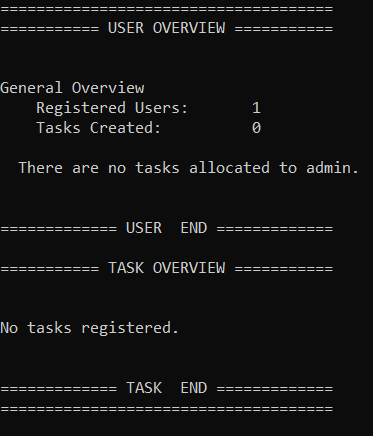 =====================================
=========== USER OVERVIEW ===========
General Overview
    Registered Users:       1
    Tasks Created:          0
  There are no tasks allocated to admin.
============= USER  END =============
=========== TASK OVERVIEW ===========
No tasks registered.
============= TASK  END =============
=====================================